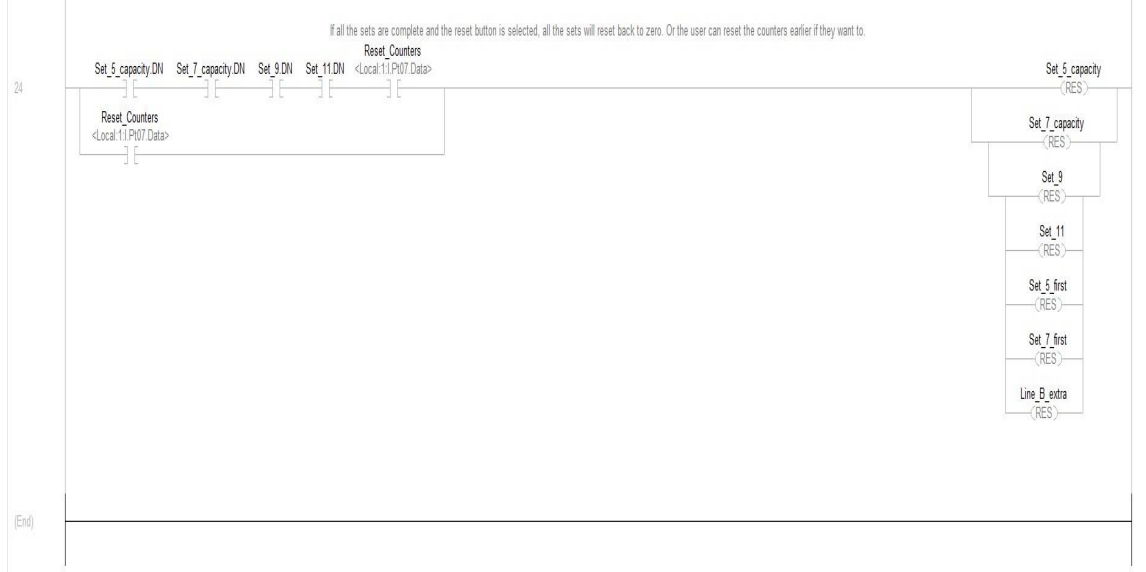 If all the sets are complete and the reset button is selected, all the sets will reset back to zero. Or the user can reset the counters earlier if they want to.
Reset_Counters
Set_5_capacity.DN Set_7_capacity.DN Set_9.DN Set_11.DN <Local:1:I.Pt07.Data> Set_5_capacity
24 (RES)
Reset_Counters Set_7_capacity
<Local:1:I.Pt07.Data> (RES)
Set_9
(RES)
Set_11
(RES)
Set_5_first
(RES)
Set_7_first
(RES)
Line_B_extra
(RES)
(End)